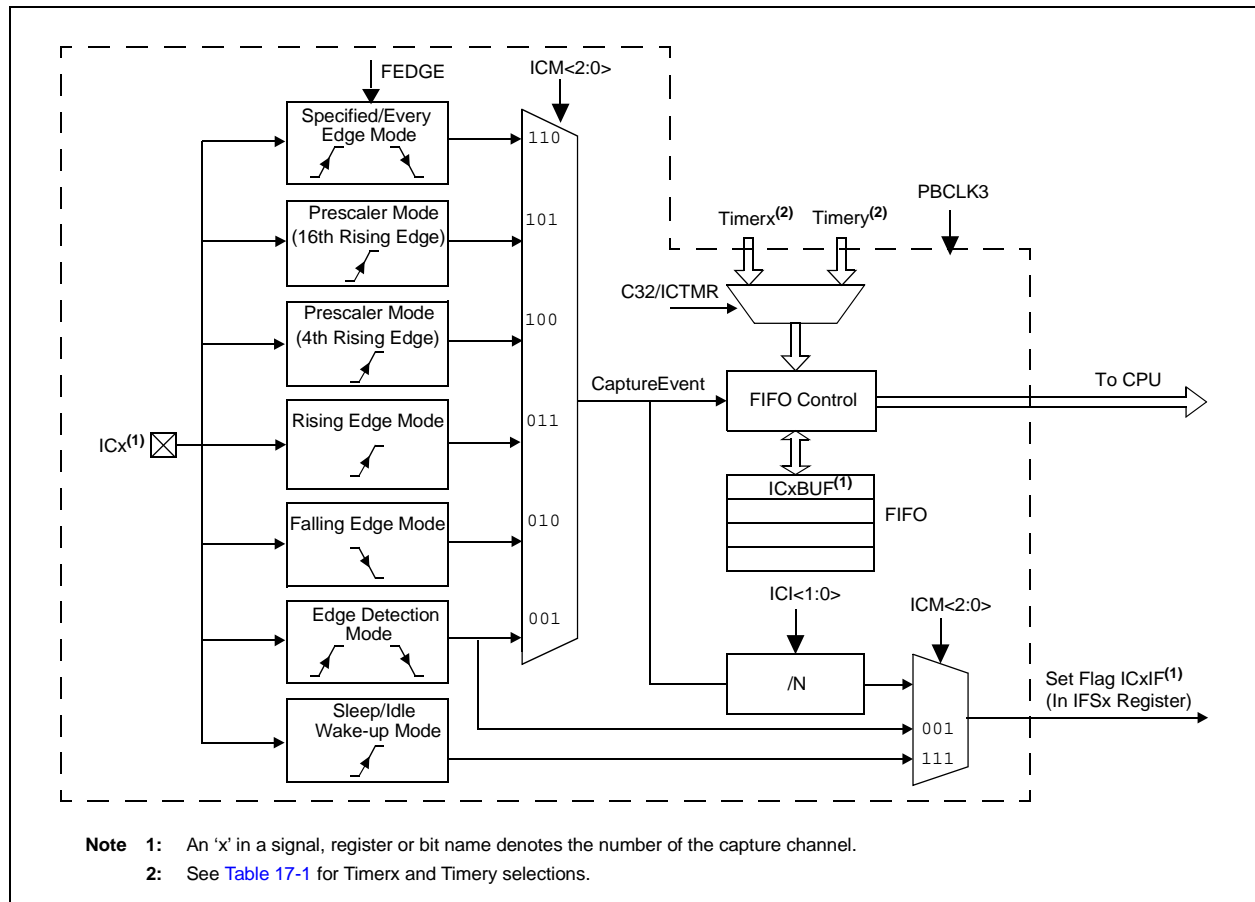 FEDGE
ICM<2:0>
Specified/Every
Edge Mode
110
Prescaler Mode
(16th Rising Edge)
101
Prescaler Mode
(4th Rising Edge)
100
Rising Edge Mode
011
Falling Edge Mode
010
Edge Detection
Mode
001
Sleep/Idle
Wake-up Mode
ICx(1)
PBCLK3
Timerx(2)
Timery(2)
C32/ICTMR
CaptureEvent
FIFO Control
To CPU
ICxBUF(1)
FIFO
ICI<1:0>
ICM<2:0>
/N
001
111
Set Flag ICxIF(1)
(In IFSx Register)
Note 1: An ‘x’ in a signal, register or bit name denotes the number of the capture channel.
2: See Table 17-1 for Timerx and Timery selections.